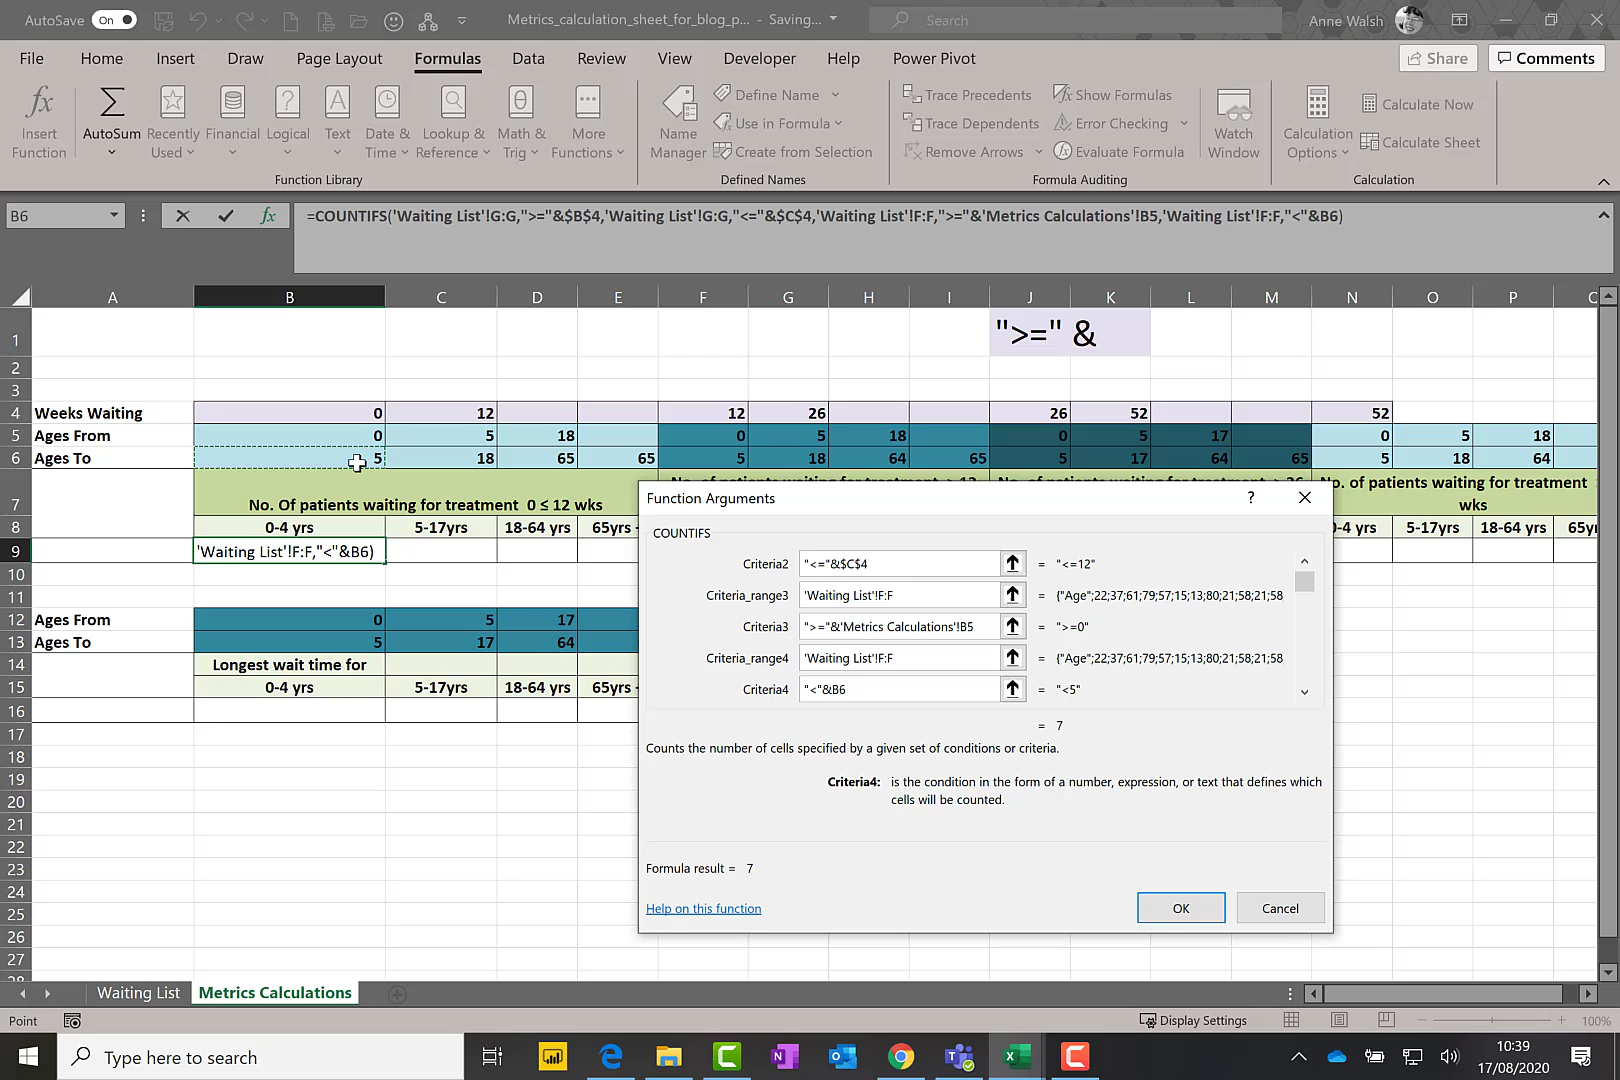 AutoSave On Metrics_calculation_sheet_for_blog_p... - Saving... Search Anne Walsh
File Home Insert Draw Page Layout Formulas Data Review View Developer Help Power Pivot Share Comments
fx Insert Function
Σ AutoSum
Recently Used
Financial
Logical
Text
Date & Time
Lookup & Reference
Math & Trig
More Functions
Function Library
Name Manager
Define Name
Use in Formula
Create from Selection
Defined Names
Trace Precedents
Trace Dependents
Remove Arrows
Show Formulas
Error Checking
Evaluate Formula
Formula Auditing
Watch Window
Calculation Options
Calculate Now
Calculate Sheet
Calculation
B6 fx =COUNTIFS('Waiting List'!G:G,">="&$B$4,'Waiting List'!G:G,"<="&$C$4,'Waiting List'!F:F,">="&'Metrics Calculations'!B5,'Waiting List'!F:F,"<"&B6)
A B C D E F G H I J K L M N O P
1 ">=" &
2
3
4 Weeks Waiting 0 12 12 26 26 52 52
5 Ages From 0 5 18 0 5 18 0 5 17 0 5 18
6 Ages To 5 18 65 65 5 18 64 65 5 17 64 65 5 18 64
7 No. Of patients waiting for treatment 0 ≤ 12 wks No. of patients waiting for treatment wks
8 0-4 yrs 5-17yrs 18-64 yrs 65yrs 0-4 yrs 5-17yrs 18-64 yrs
9 'Waiting List'!F:F,"<"&B6)
10
11
12 Ages From 0 5 17
13 Ages To 5 17 64
14 Longest wait time for
15 0-4 yrs 5-17yrs 18-64 yrs 65yrs
16
17
18
19
20
21
22
23
24
25
26
27
28
Function Arguments ?
COUNTIFS
Criteria2 "<="&$C$4 = "<=12"
Criteria_range3 'Waiting List'!F:F = {"Age";22;37;61;79;57;15;13;80;21;58;21;58
Criteria3 ">="&'Metrics Calculations'!B5 = ">=0"
Criteria_range4 'Waiting List'!F:F = {"Age";22;37;61;79;57;15;13;80;21;58;21;58
Criteria4 "<"&B6 = "<5"
= 7
Counts the number of cells specified by a given set of conditions or criteria.
Criteria4: is the condition in the form of a number, expression, or text that defines which
cells will be counted.
Formula result = 7
Help on this function OK Cancel
Waiting List Metrics Calculations
Point Display Settings 100%
Type here to search
10:39
17/08/2020